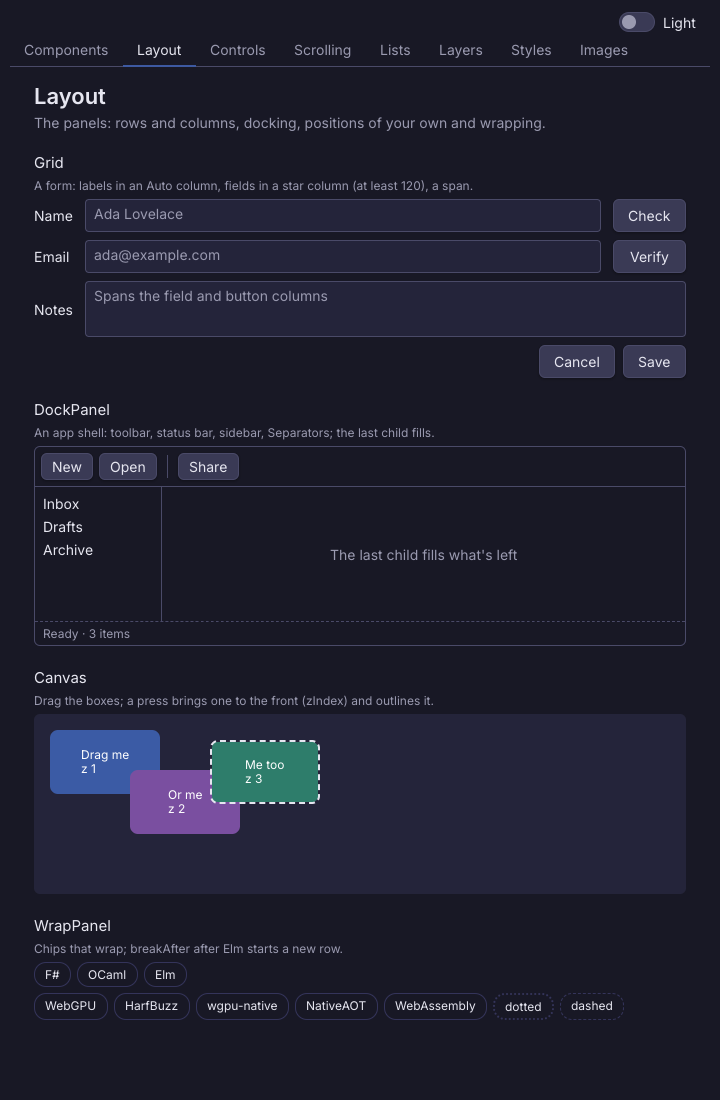 Light
Components Layout Controls Scrolling Lists Layers Styles Images
Layout
The panels: rows and columns, docking, positions of your own and wrapping.
Grid
A form: labels in an Auto column, fields in a star column (at least 120), a span.
Name Ada Lovelace Check
Email ada@example.com Verify
Notes Spans the field and button columns
Cancel Save
DockPanel
An app shell: toolbar, status bar, sidebar, Separators; the last child fills.
New Open Share
Inbox
Drafts
Archive
The last child fills what's left
Ready · 3 items
Canvas
Drag the boxes; a press brings one to the front (zIndex) and outlines it.
Drag me
z 1
Me too
z 3
Or me
z 2
WrapPanel
Chips that wrap; breakAfter after Elm starts a new row.
F# OCaml Elm
WebGPU HarfBuzz wgpu-native NativeAOT WebAssembly dotted dashed